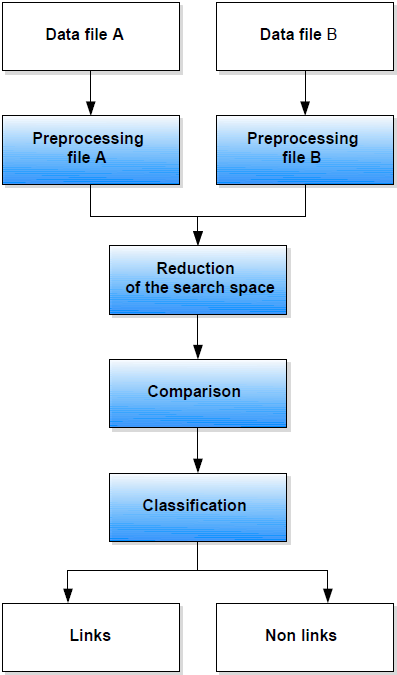 Data file A
Data file B
Preprocessing
file A
Preprocessing
file B
Reduction
of the search space
Comparison
Classification
Links
Non links